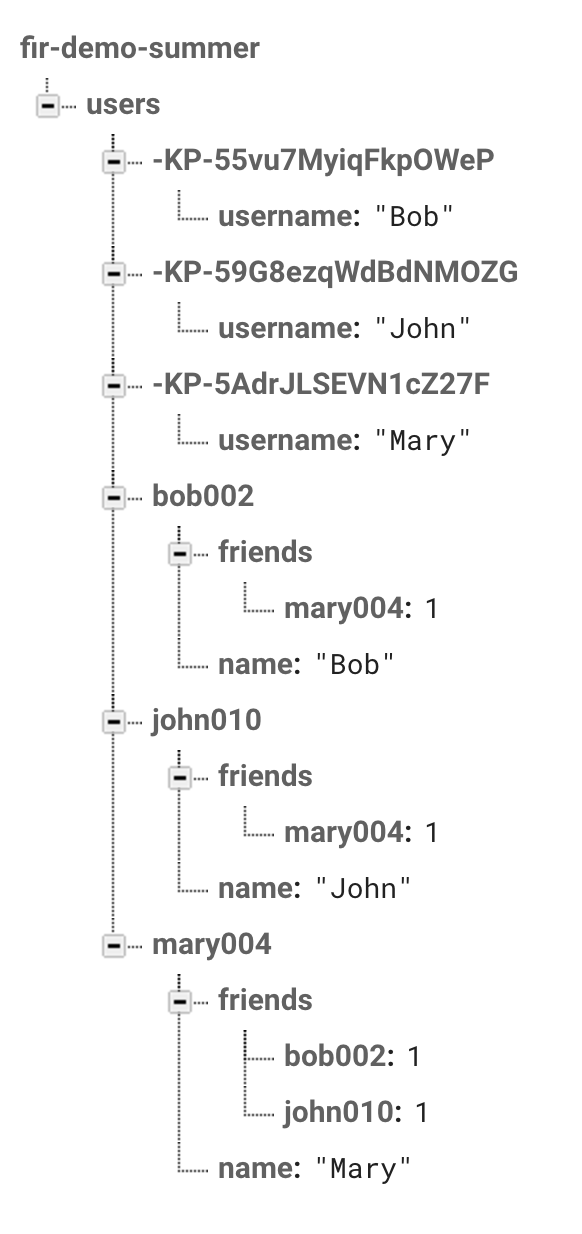 fir-demo-summer
users
-KP-55vu7MyiqFkpOWeP
username: "Bob"
-KP-59G8ezqWdBdNMOZG
username: "John"
-KP-5AdrJLSEVN1cZ27F
username: "Mary"
bob002
friends
mary004: 1
name: "Bob"
john010
friends
mary004: 1
name: "John"
mary004
friends
bob002: 1
john010: 1
name: "Mary"